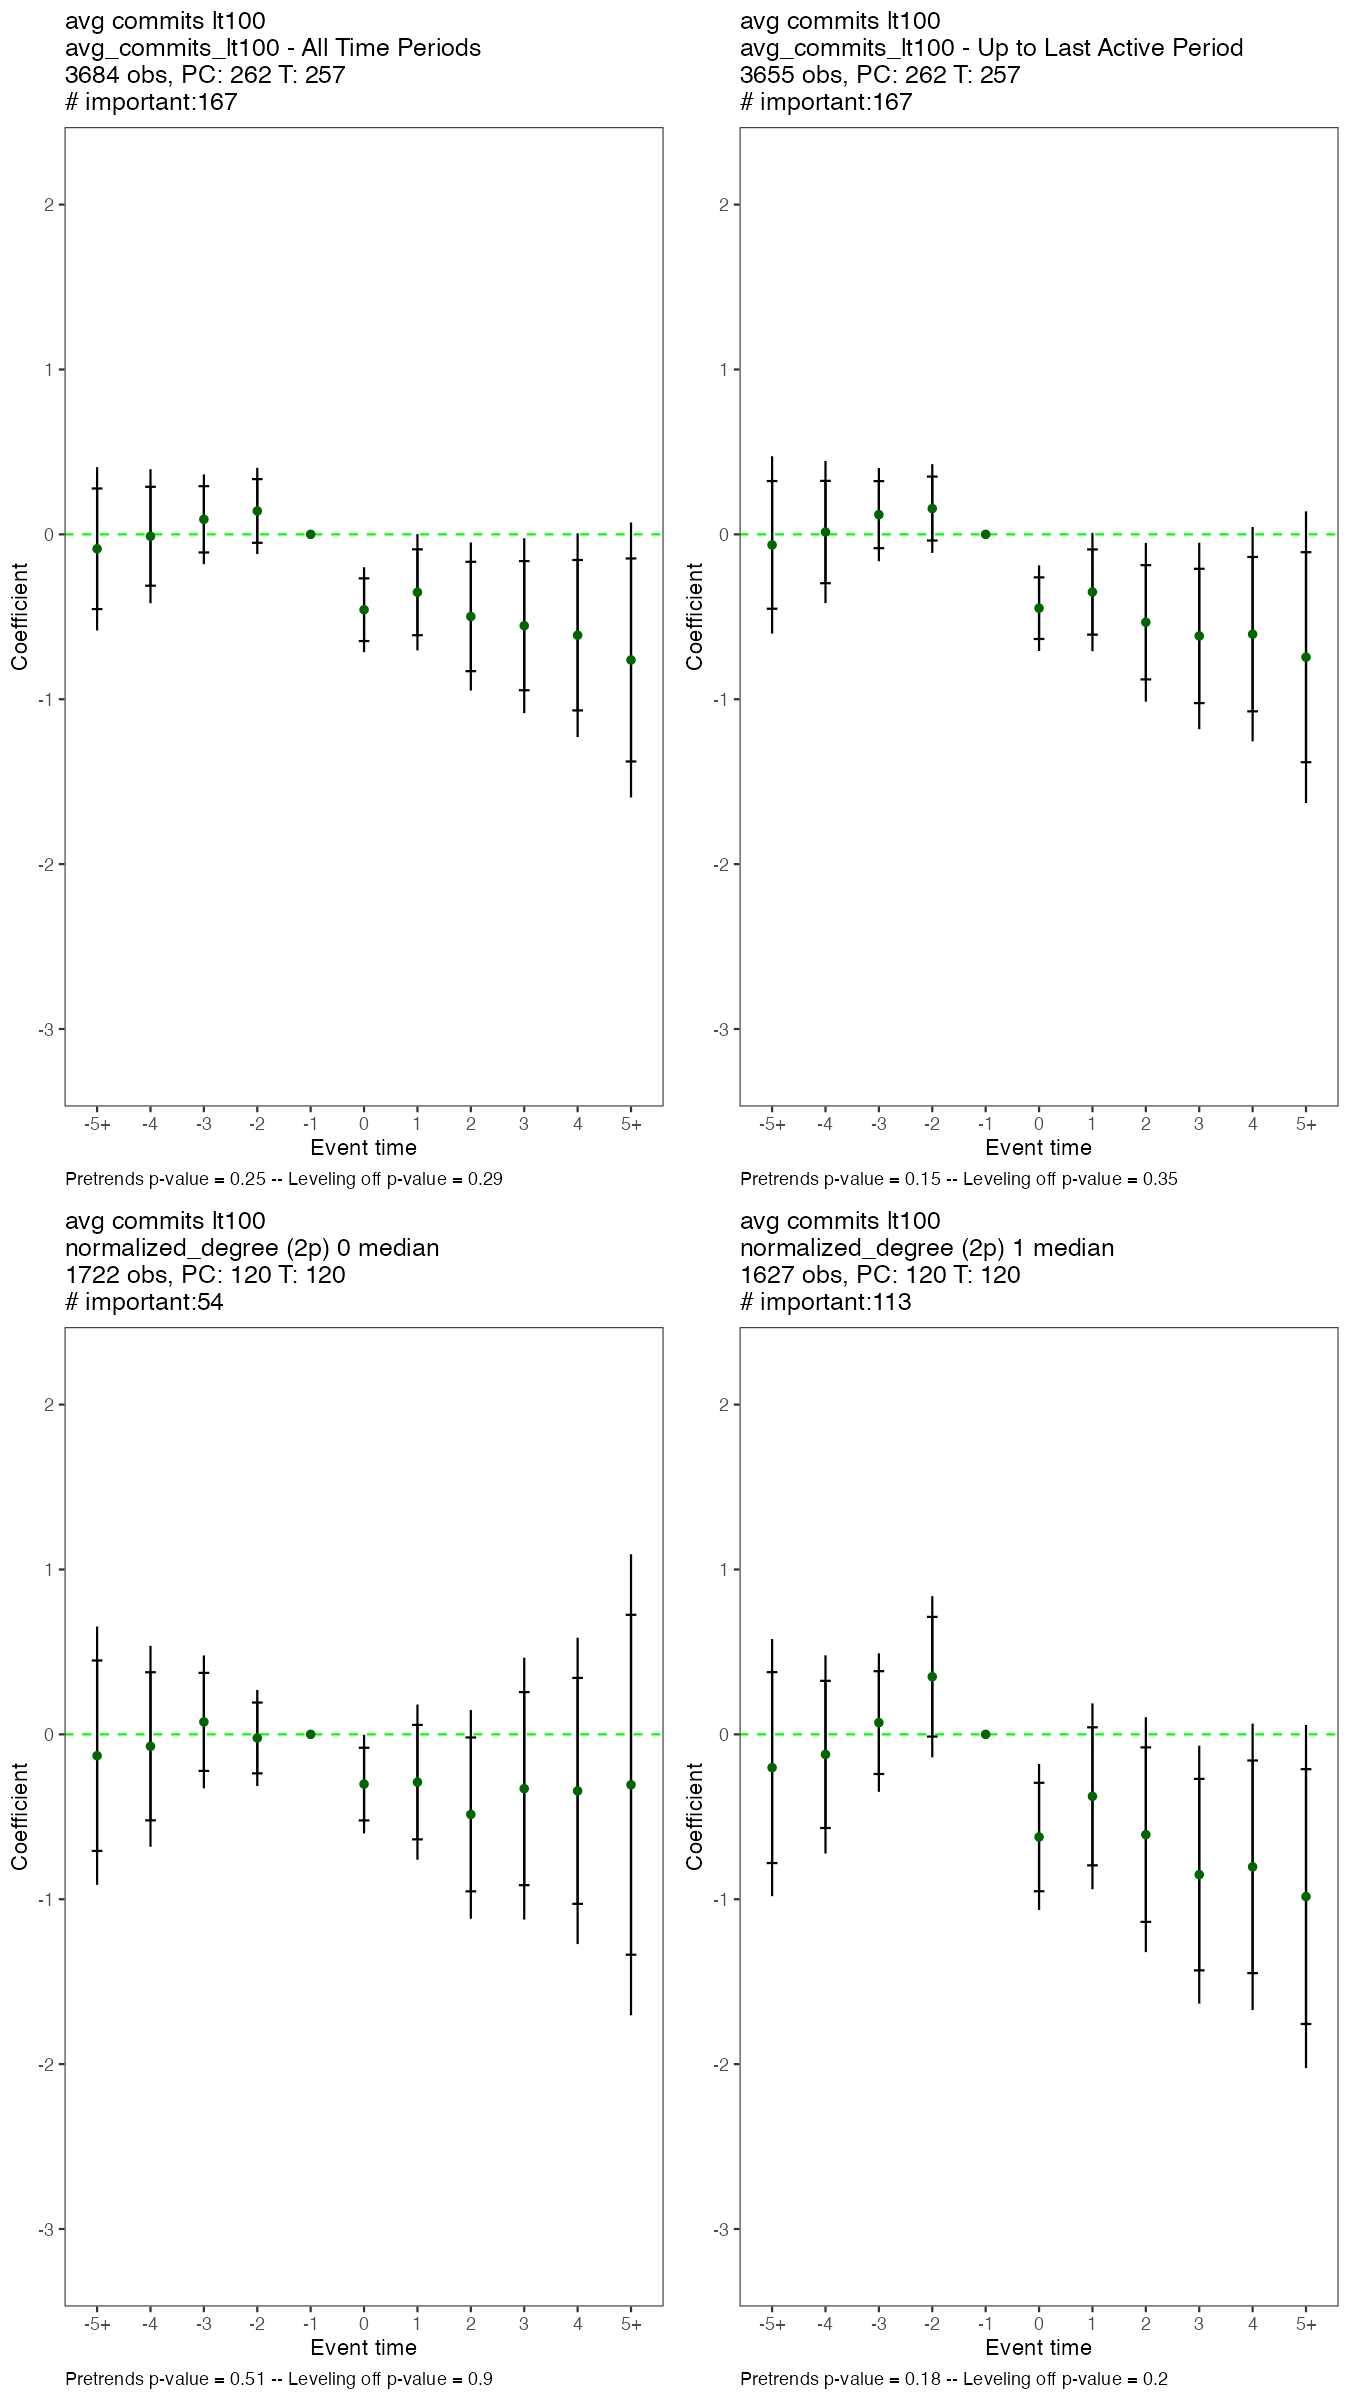 avg commits lt100
avg_commits_lt100 - All Time Periods
3684 obs, PC: 262 T: 257
# important:167
2
1
0
-1
-2
-3
Coefficient
-5+ -4 -3 -2 -1 0 1 2 3 4 5+
Event time
Pretrends p-value = 0.25 -- Leveling off p-value = 0.29
avg commits lt100
avg_commits_lt100 - Up to Last Active Period
3655 obs, PC: 262 T: 257
# important:167
2
1
0
-1
-2
-3
Coefficient
-5+ -4 -3 -2 -1 0 1 2 3 4 5+
Event time
Pretrends p-value = 0.15 -- Leveling off p-value = 0.35
avg commits lt100
normalized_degree (2p) 0 median
1722 obs, PC: 120 T: 120
# important:54
2
1
0
-1
-2
-3
Coefficient
-5+ -4 -3 -2 -1 0 1 2 3 4 5+
Event time
Pretrends p-value = 0.51 -- Leveling off p-value = 0.9
avg commits lt100
normalized_degree (2p) 1 median
1627 obs, PC: 120 T: 120
# important:113
2
1
0
-1
-2
-3
Coefficient
-5+ -4 -3 -2 -1 0 1 2 3 4 5+
Event time
Pretrends p-value = 0.18 -- Leveling off p-value = 0.2